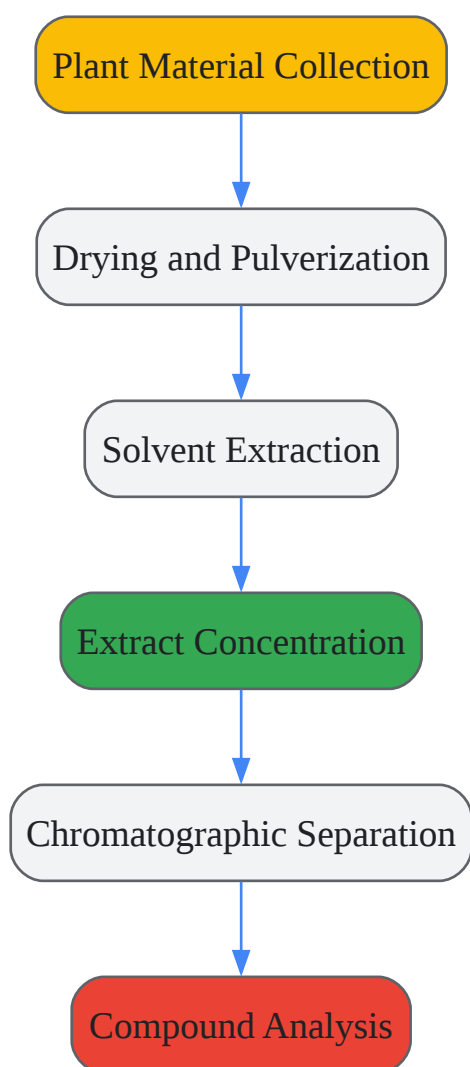 Plant Material Collection
Drying and Pulverization
Solvent Extraction
Extract Concentration
Chromatographic Separation
Compound Analysis